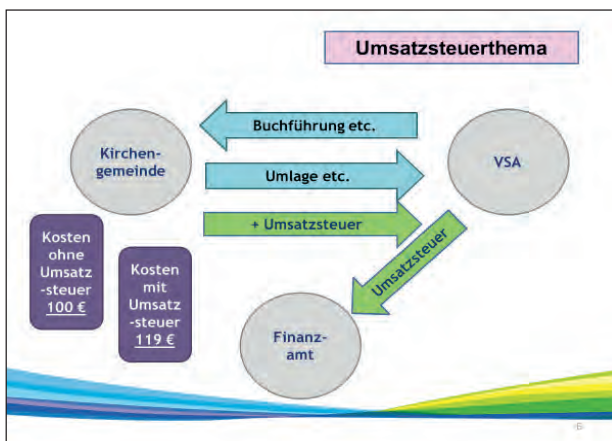 Umsatzsteuerthema
Buchführung etc.
Kirchen-
gemeinde
VSA
Umlage etc.
+ Umsatzsteuer
Umsatzsteuer
Kosten
ohne
Umsatz
-steuer
100 €
Kosten
mit
Umsatz
-steuer
119 €
Finanz-
amt